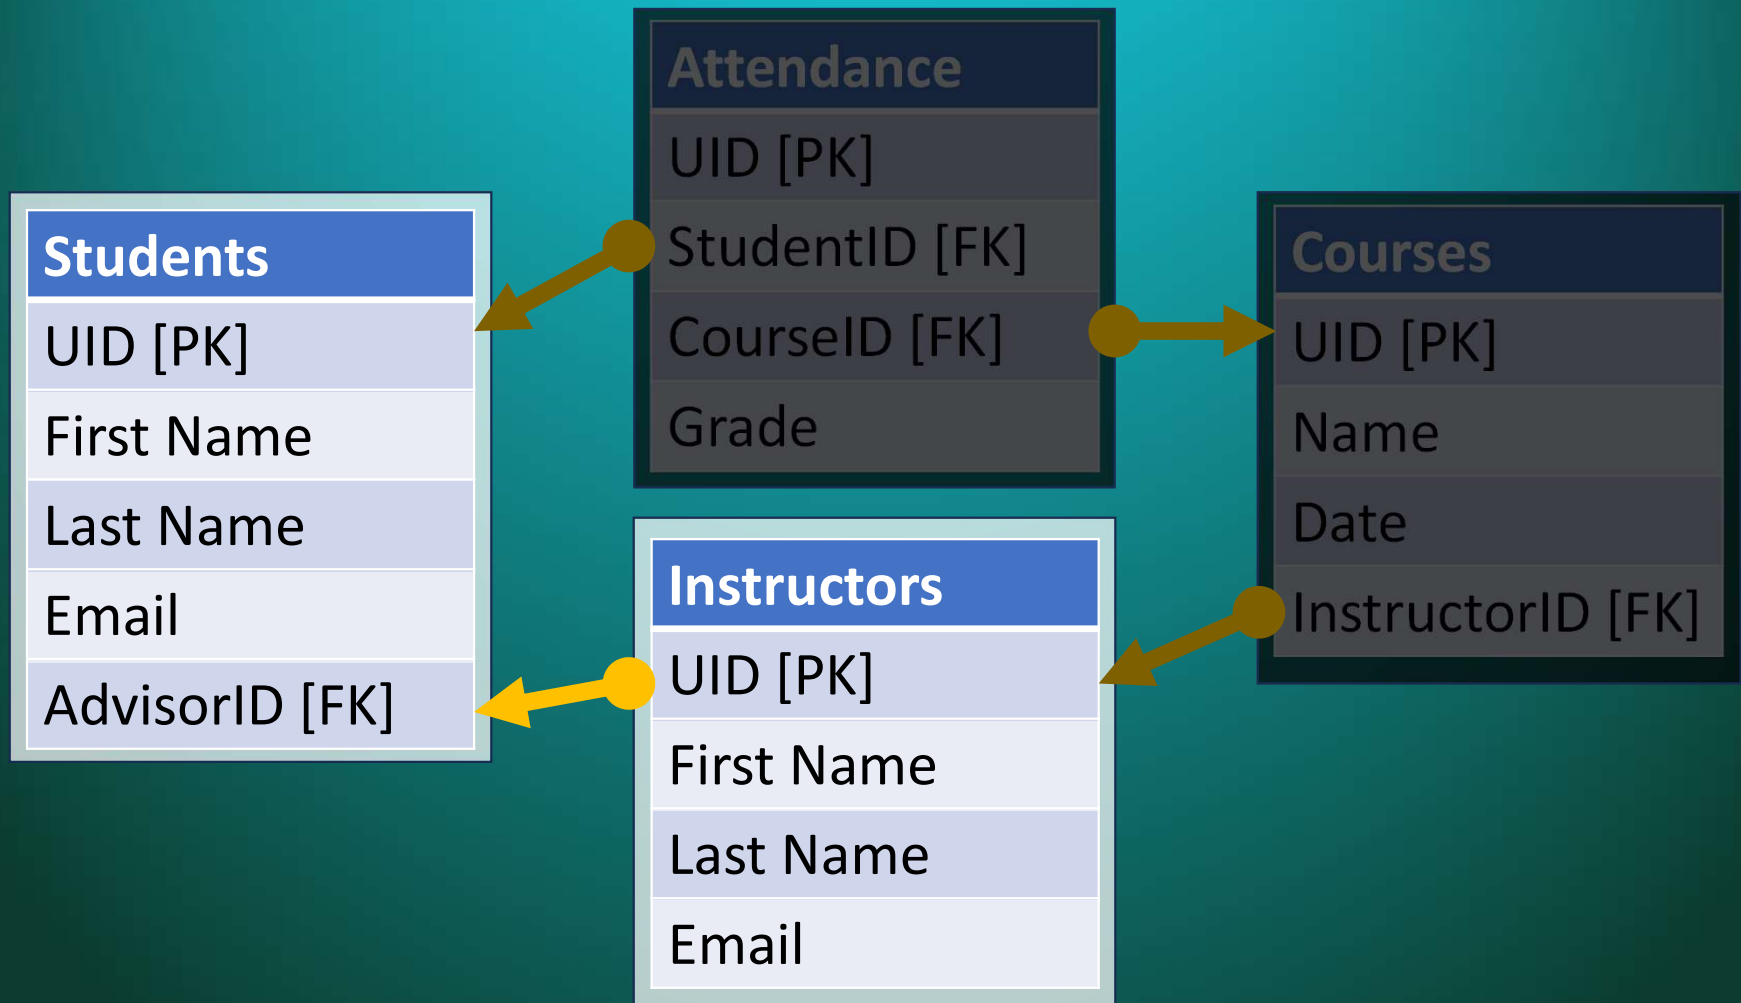 Attendance
UID [PK]
StudentID [FK]
CourseID [FK]
Grade
Students
UID [PK]
First Name
Last Name
Email
AdvisorID [FK]
Instructors
UID [PK]
First Name
Last Name
Email
Courses
UID [PK]
Name
Date
InstructorID [FK]